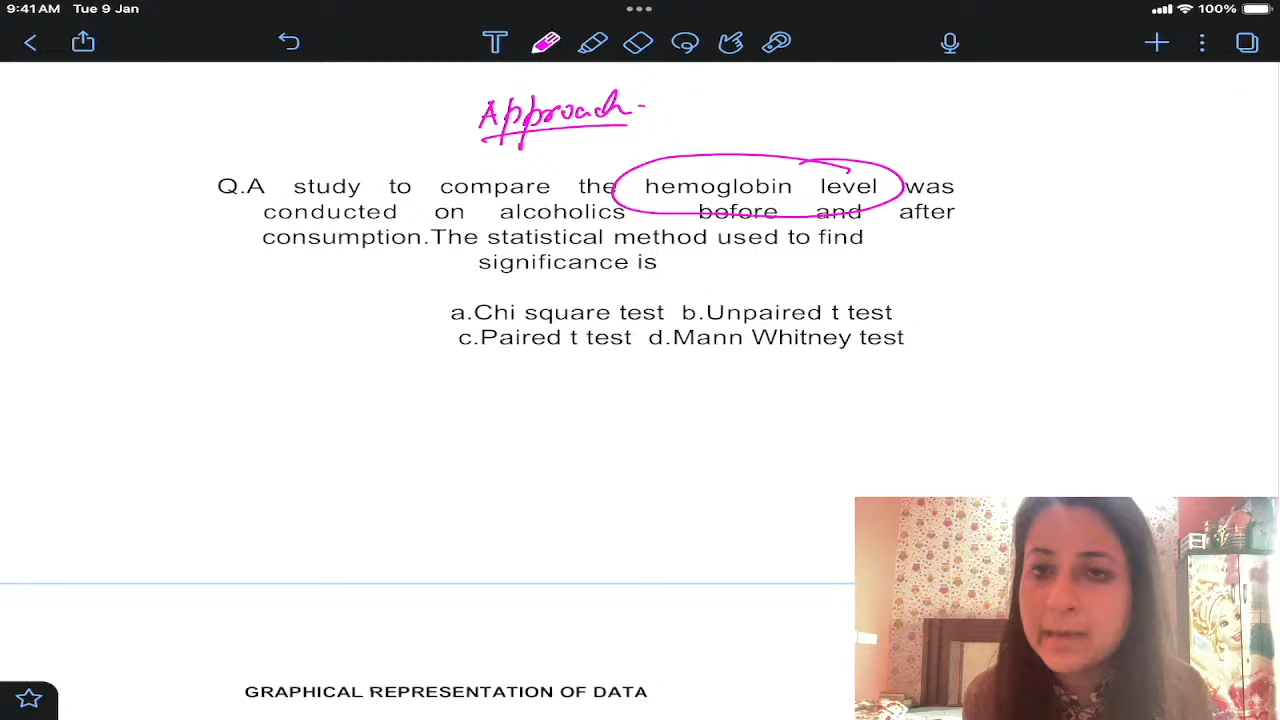 9:41 AM Tue 9 Jan
100%
T
Approach-
Q.A study to compare the hemoglobin level was
conducted on alcoholics before and after
consumption.The statistical method used to find
significance is
a.Chi square test b.Unpaired t test
c.Paired t test d.Mann Whitney test
GRAPHICAL REPRESENTATION OF DATA